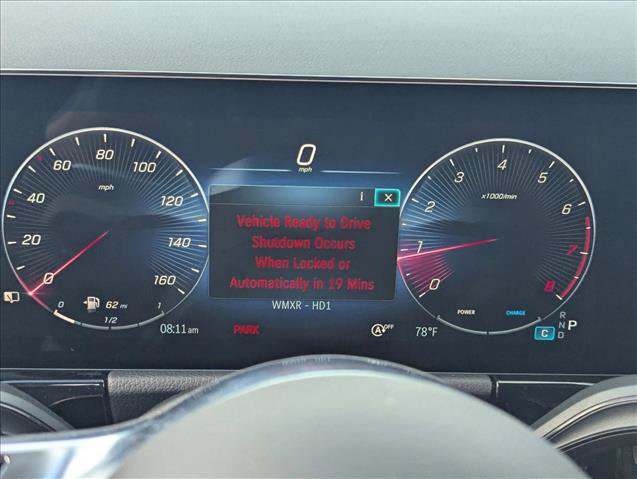 0
mph
0
20
40
60
80
100
120
140
160
mph
0
1/2
1
62 mi
08:11 am
i
Vehicle Ready to Drive
Shutdown Occurs
When Locked or
Automatically in 19 Mins
WMXR - HD1
PARK
A OFF
78°F
0
1
2
3
4
5
6
7
8
x1000/min
POWER
CHARGE
C
R
N
D
P